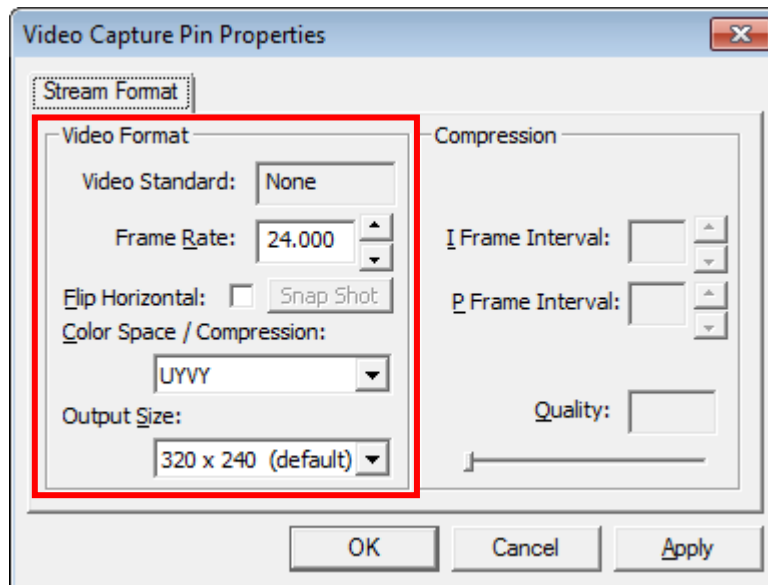 Video Capture Pin Properties
Stream Format
Video Format
Video Standard: None
Frame Rate: 24.000
Flip Horizontal: Snap Shot
Color Space / Compression:
UYVY
Output Size:
320 x 240 (default)
Compression
I Frame Interval:
P Frame Interval:
Quality:
OK Cancel Apply